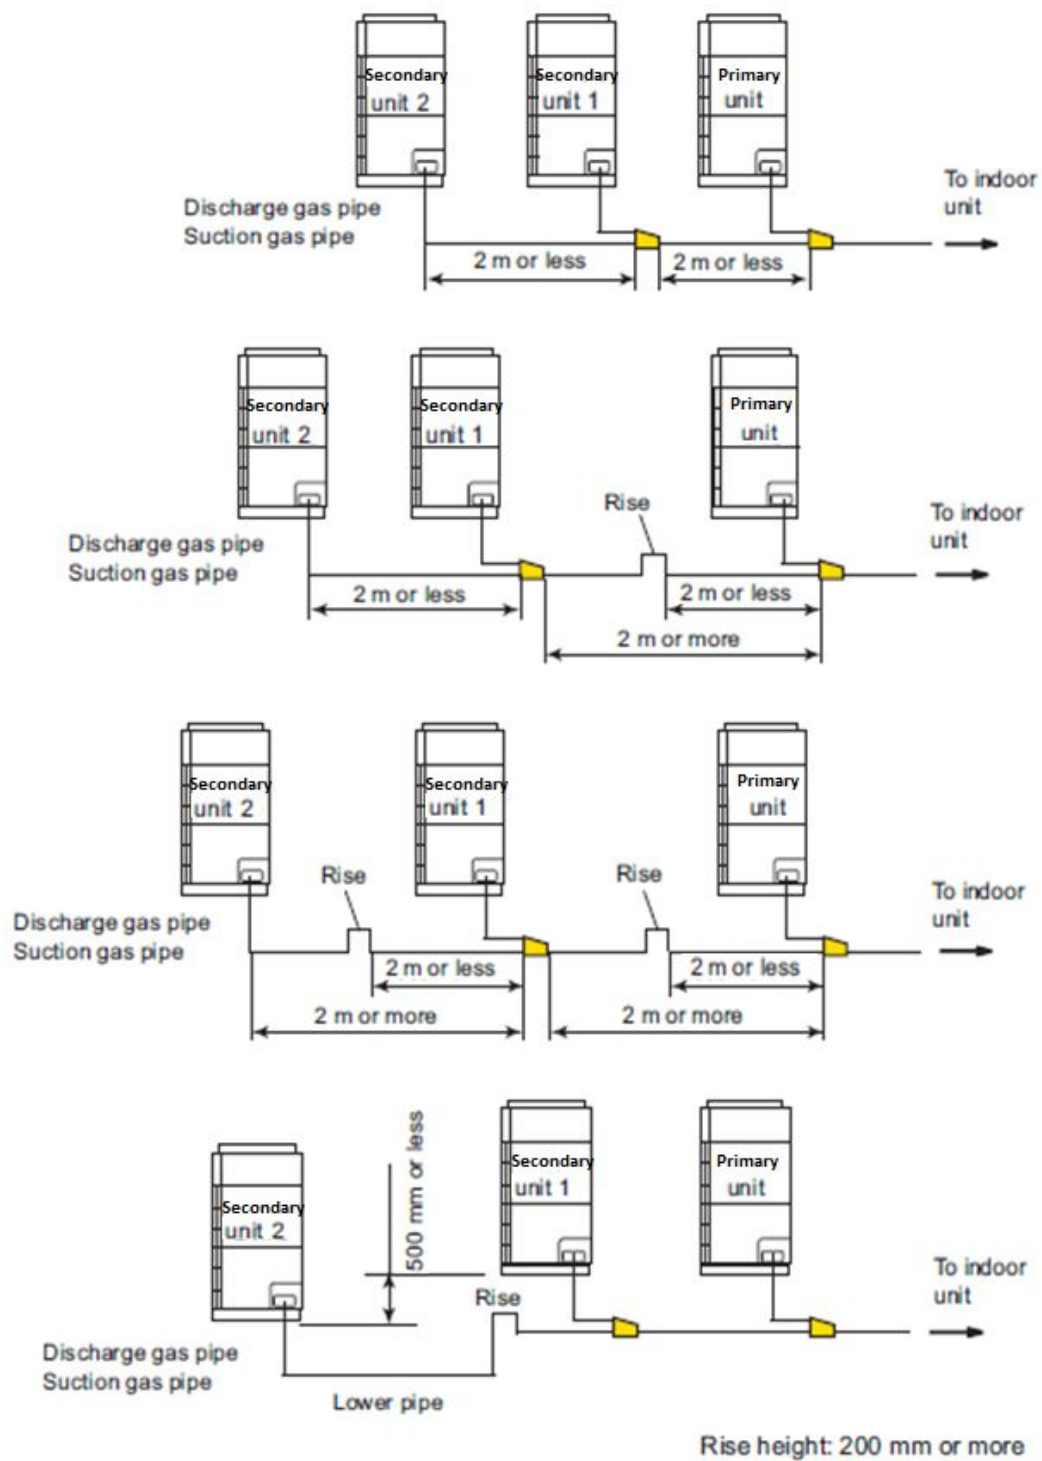 Secondary
unit 2
Secondary
unit 1
Primary
unit
To indoor
unit
Discharge gas pipe
Suction gas pipe
2 m or less
2 m or less
Secondary
unit 2
Secondary
unit 1
Primary
unit
Rise
To indoor
unit
Discharge gas pipe
Suction gas pipe
2 m or less
2 m or less
2 m or more
Secondary
unit 2
Secondary
unit 1
Primary
unit
Rise
Rise
To indoor
unit
Discharge gas pipe
Suction gas pipe
2 m or less
2 m or less
2 m or more
2 m or more
500 mm or less
Secondary
unit 1
Primary
unit
Secondary
unit 2
To indoor
unit
Rise
Discharge gas pipe
Suction gas pipe
Lower pipe
Rise height: 200 mm or more